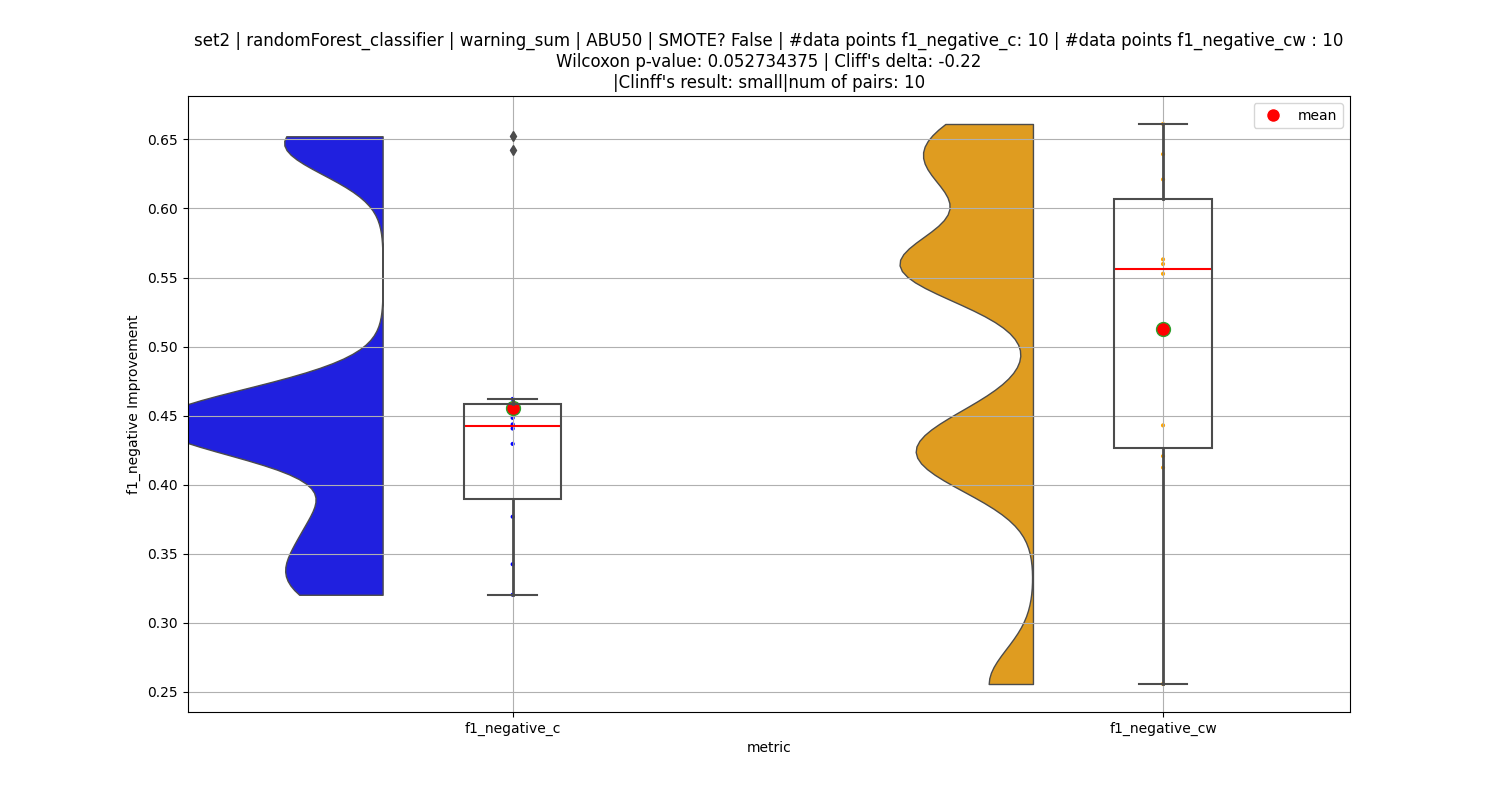 set2 | randomForest_classifier | warning_sum | ABU50 | SMOTE? False | #data points f1_negative_c: 10 | #data points f1_negative_cw : 10
Wilcoxon p-value: 0.052734375 | Cliff's delta: -0.22
|Clinff's result: small|num of pairs: 10
mean
0.65
0.60
0.55
0.50
0.45
0.40
0.35
0.30
0.25
f1_negative Improvement
f1_negative_c
f1_negative_cw
metric